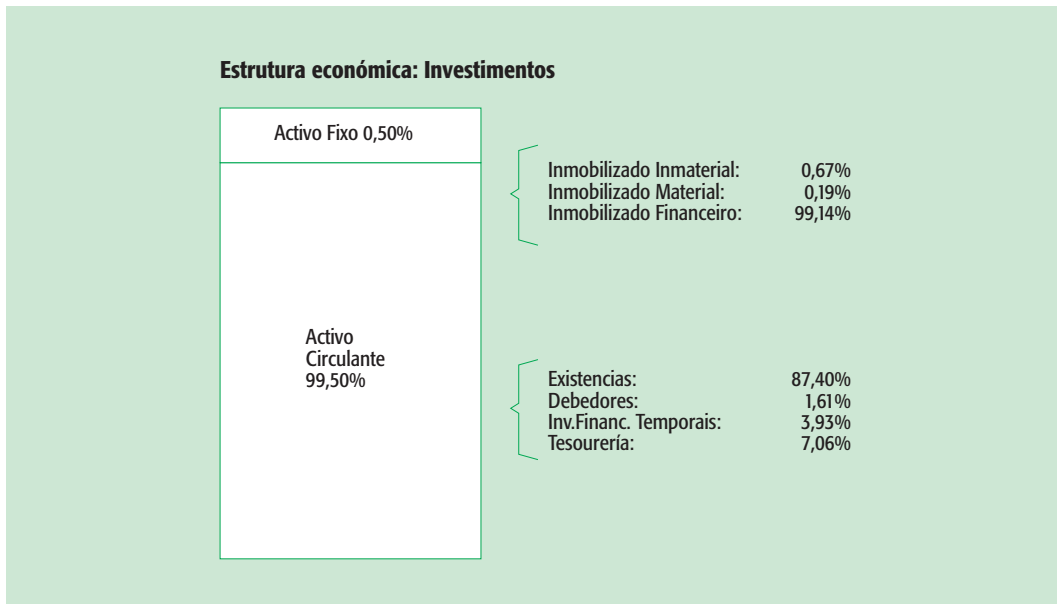 Estrutura económica: Investimentos
Activo Fixo 0,50%
Inmobilizado Inmaterial: 0,67%
Inmobilizado Material: 0,19%
Inmobilizado Financeiro: 99,14%
Activo
Circulante
99,50%
Existencias: 87,40%
Debedores: 1,61%
Inv.Financ. Temporais: 3,93%
Tesourería: 7,06%